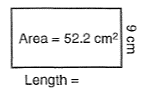 Area = 52.2 cm²
9 cm
Length =